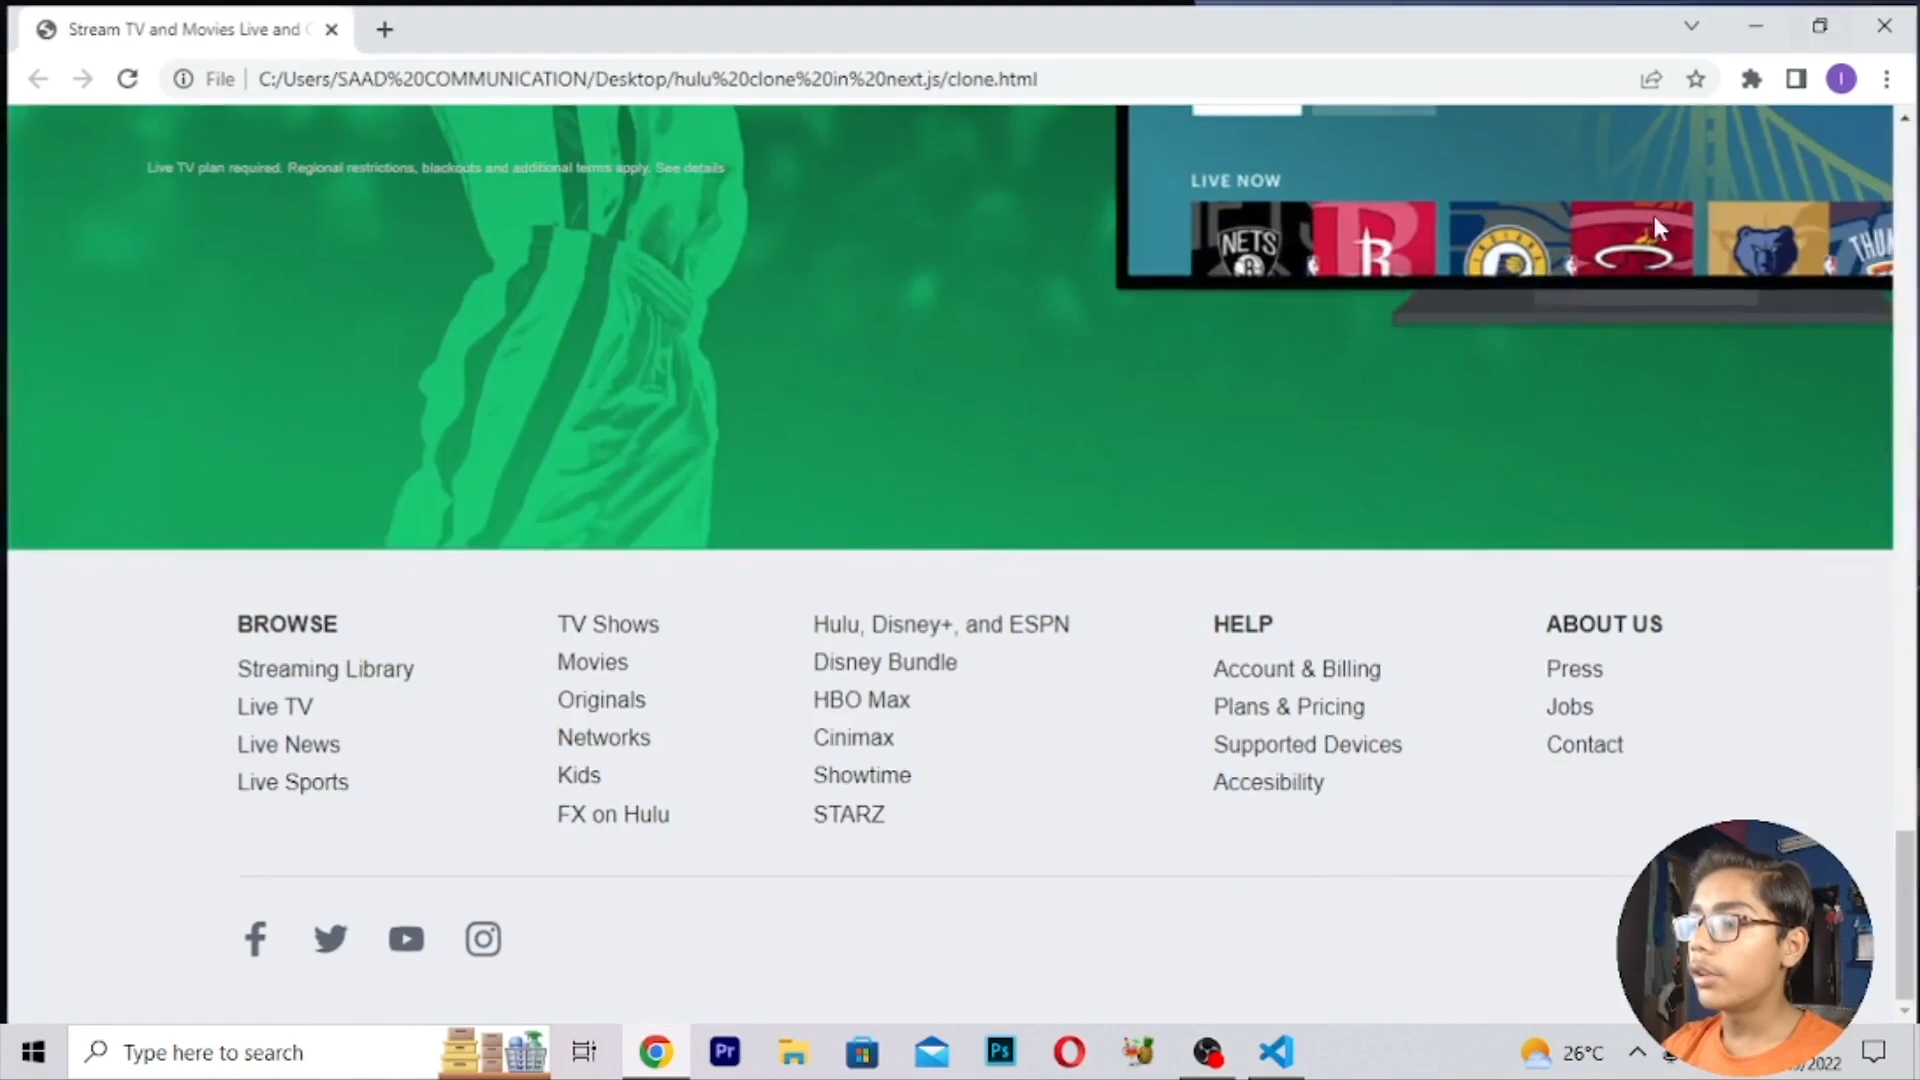 Stream TV and Movies Live and
File C:/Users/SAAD%20COMMUNICATION/Desktop/hulu%20clone%20in%20next.js/clone.html
I
Live TV plan required. Regional restrictions, blackouts and additional terms apply. See details
LIVE NOW
NETS
B
R
THU
BROWSE
Streaming Library
Live TV
Live News
Live Sports
TV Shows
Movies
Originals
Networks
Kids
FX on Hulu
Hulu, Disney+, and ESPN
Disney Bundle
HBO Max
Cinimax
Showtime
STARZ
HELP
Account & Billing
Plans & Pricing
Supported Devices
Accesibility
ABOUT US
Press
Jobs
Contact
Type here to search
Pr
Ps
26°C
/2022